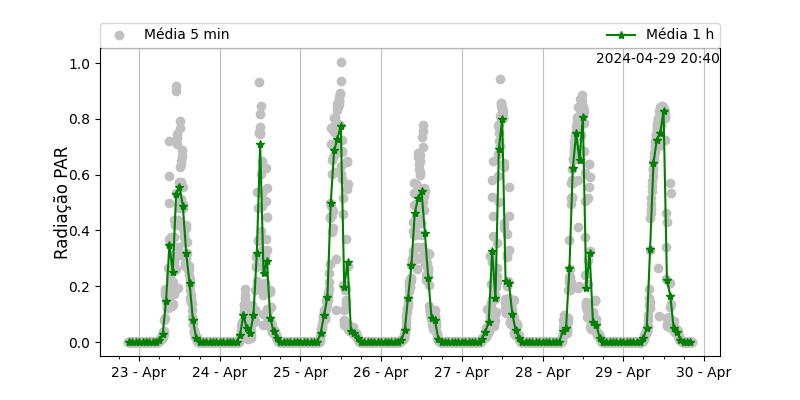 Média 5 min
Média 1 h
2024-04-29 20:40
Radiação PAR
1.0
0.8
0.6
0.4
0.2
0.0
23 - Apr
24 - Apr
25 - Apr
26 - Apr
27 - Apr
28 - Apr
29 - Apr
30 - Apr